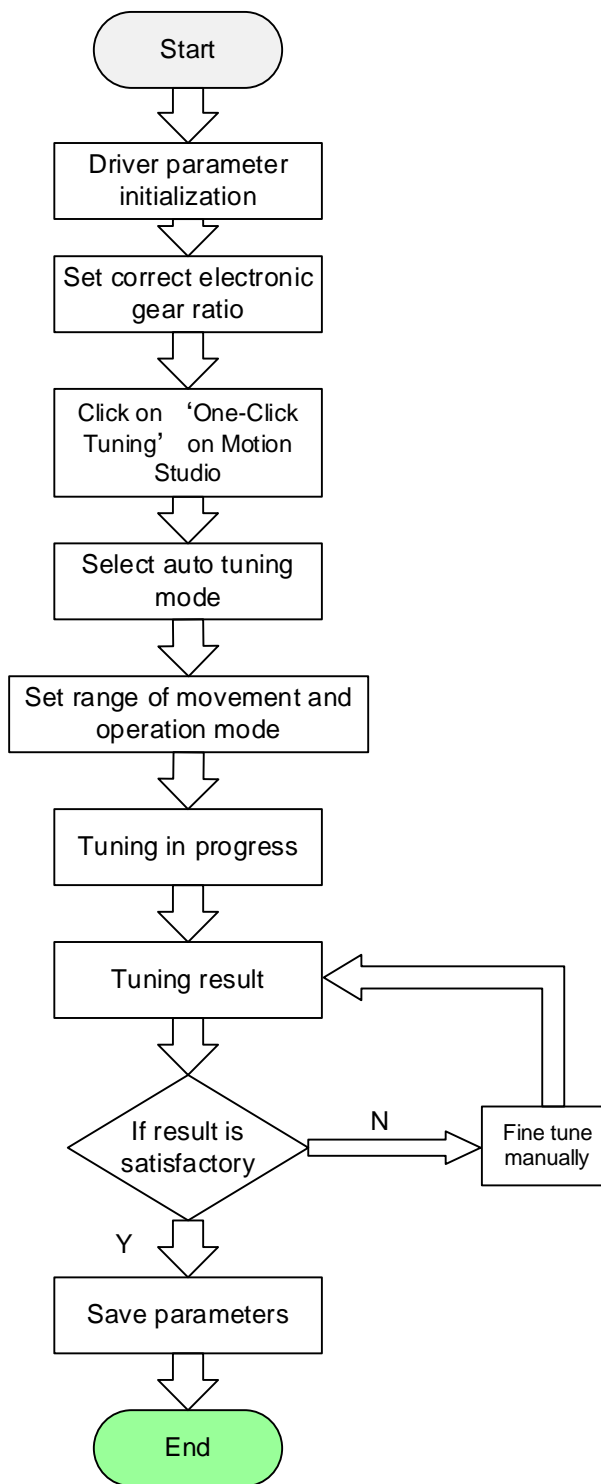 Start
Driver parameter
initialization
Set correct electronic
gear ratio
Click on ‘One-Click
Tuning’ on Motion
Studio
Select auto tuning
mode
Set range of movement and
operation mode
Tuning in progress
Tuning result
If result is
satisfactory
N
Fine tune
manually
Y
Save parameters
End